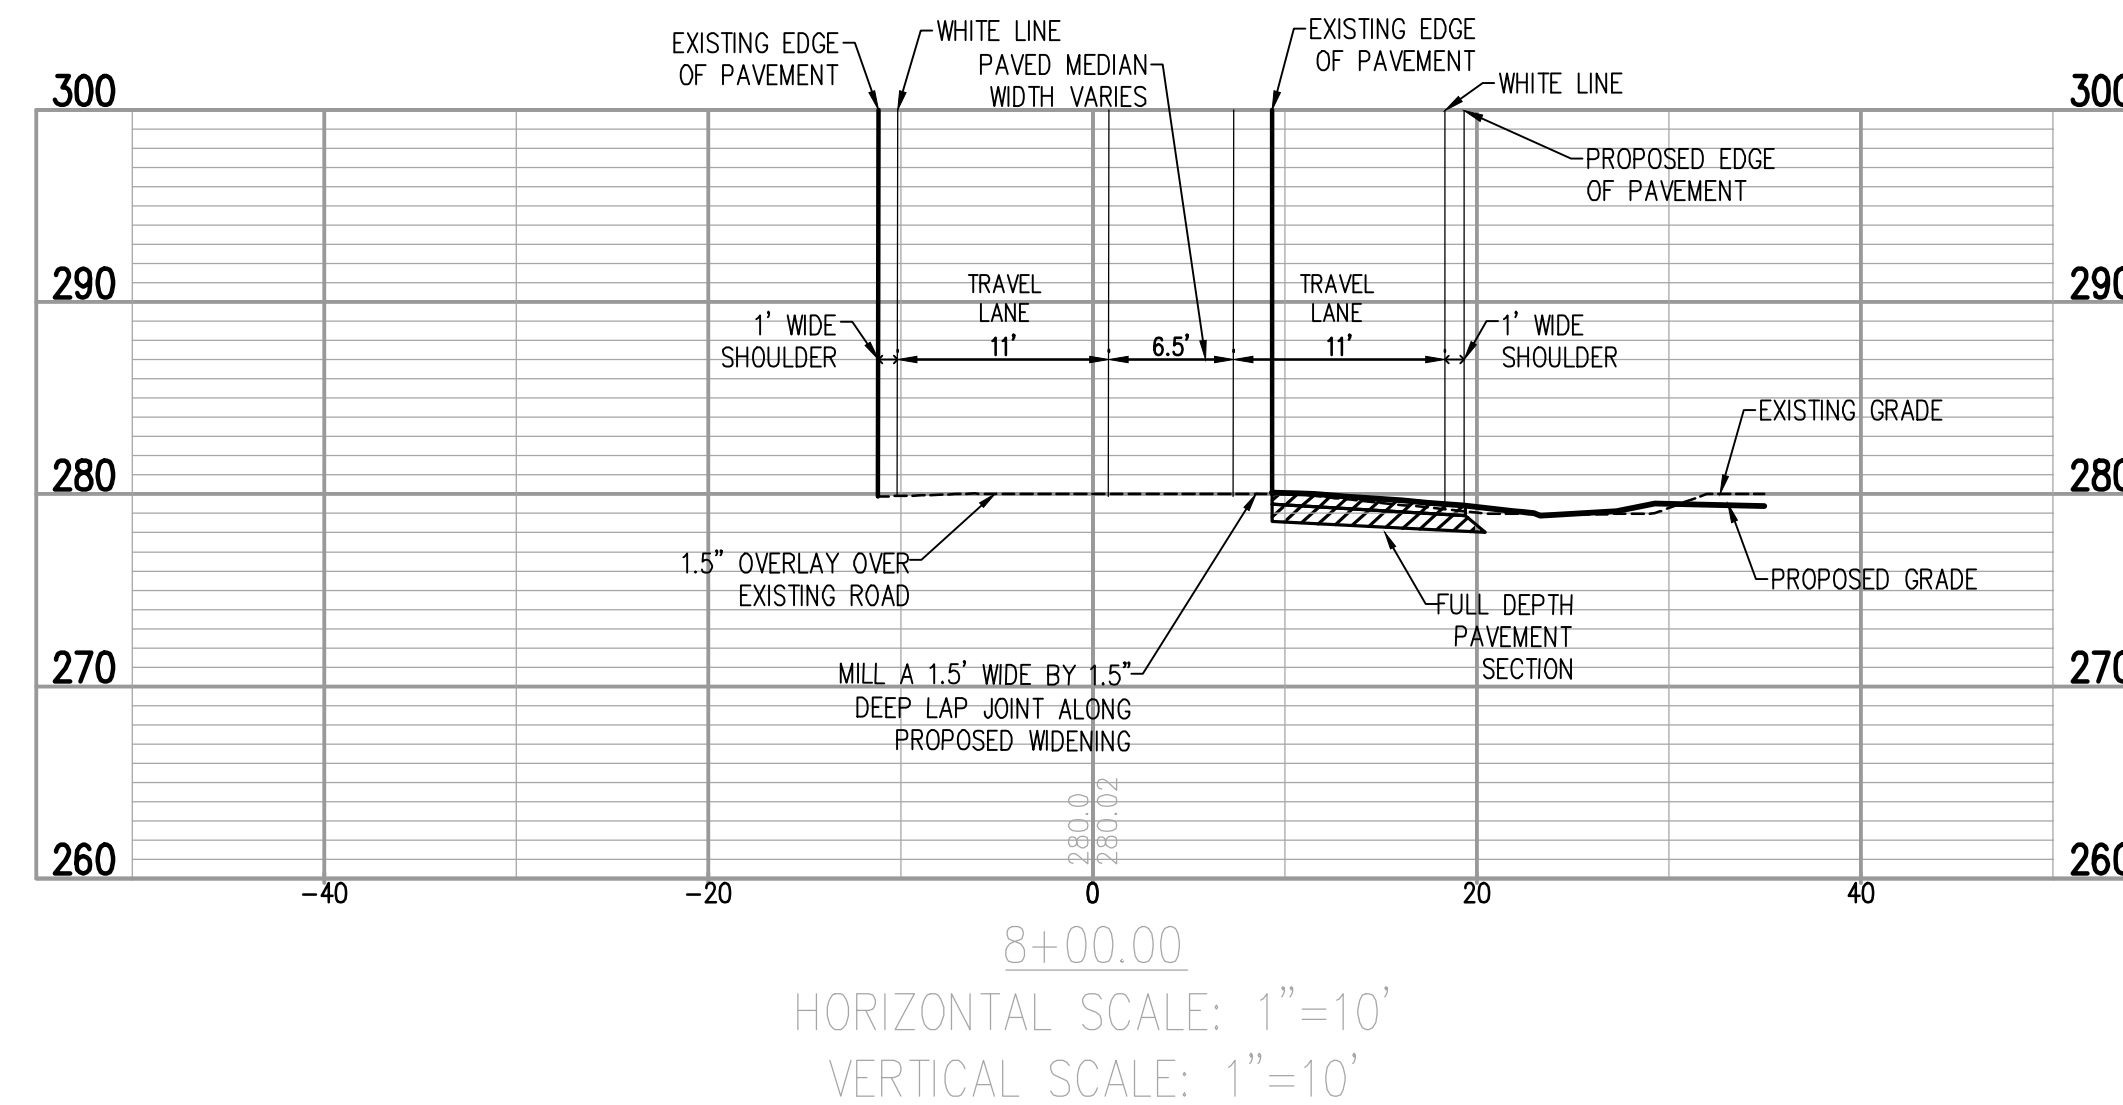 EXISTING EDGE
OF PAVEMENT
WHITE LINE
PAVED MEDIAN
WIDTH VARIES
EXISTING EDGE
OF PAVEMENT
WHITE LINE
PROPOSED EDGE
OF PAVEMENT
300
300
290
290
TRAVEL
LANE
11'
6.5'
TRAVEL
LANE
11'
1' WIDE
SHOULDER
1' WIDE
SHOULDER
EXISTING GRADE
280
280
1.5" OVERLAY OVER
EXISTING ROAD
PROPOSED GRADE
FULL DEPTH
PAVEMENT
SECTION
MILL A 1.5' WIDE BY 1.5"
DEEP LAP JOINT ALONG
PROPOSED WIDENING
270
270
280.0
280.02
260
260
-40
-20
0
20
40
8+00.00
HORIZONTAL SCALE: 1"=10'
VERTICAL SCALE: 1"=10'